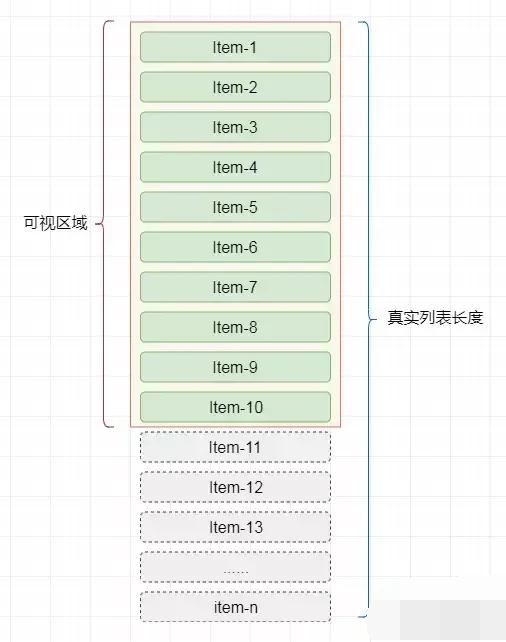 Item-1
Item-2
Item-3
Item-4
Item-5
可视区域
Item-6
Item-7
Item-8
真实列表长度
Item-9
Item-10
Item-11
Item-12
Item-13
......
item-n